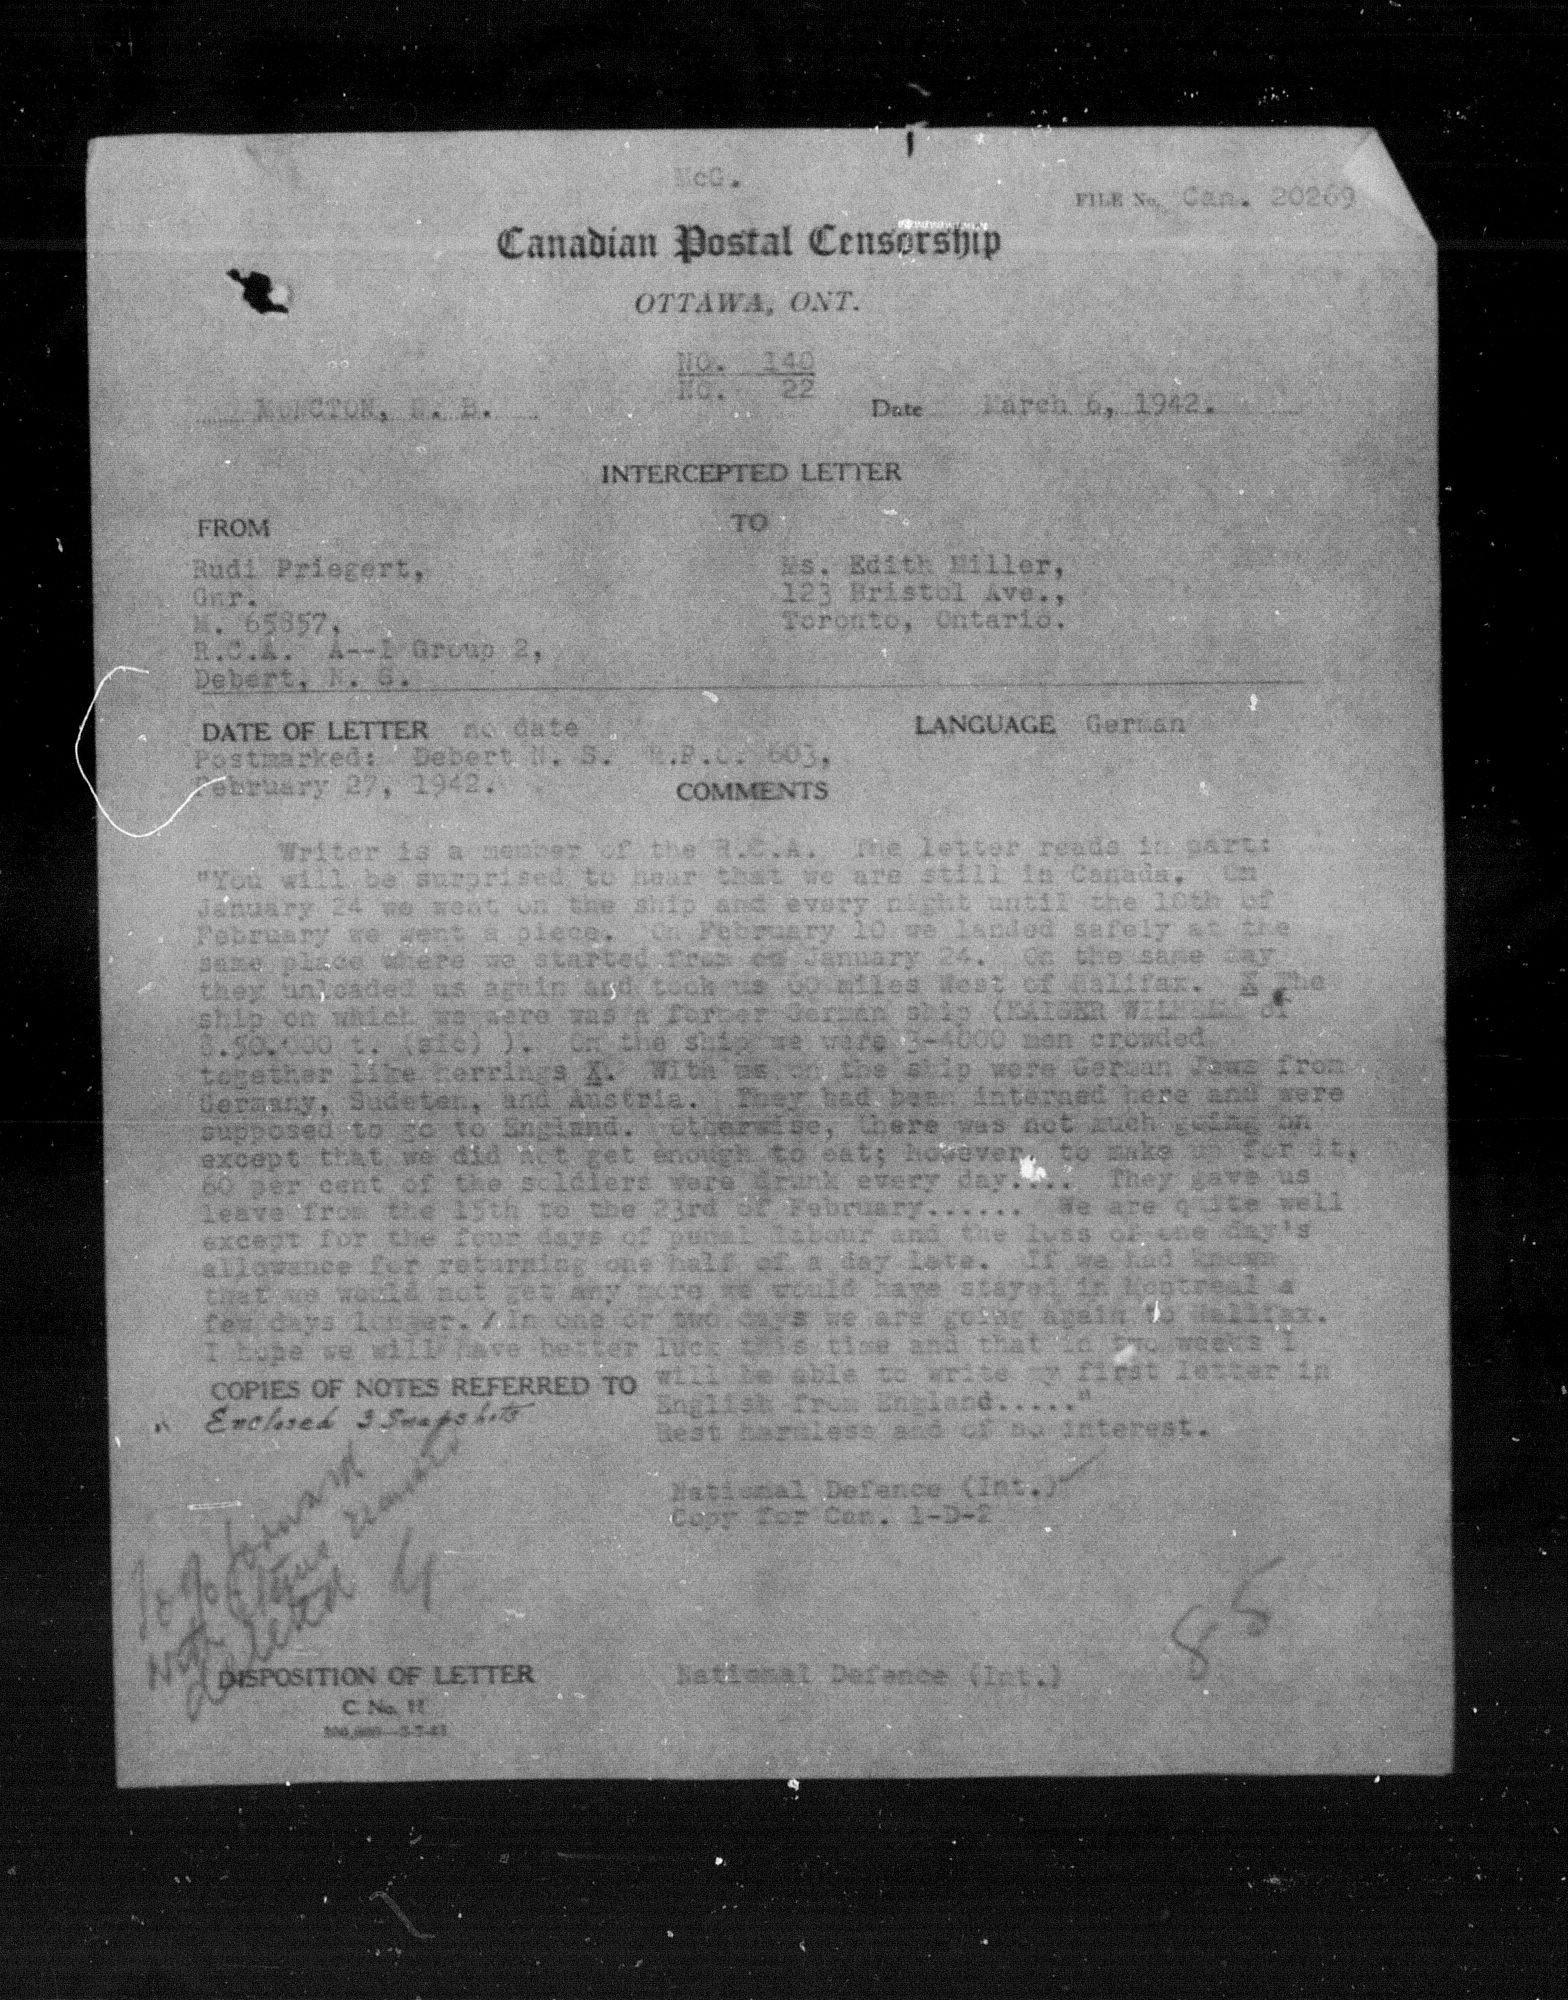 McG.
FILE No. Can. 20269
Canadian Postal Censorship
OTTAWA, ONT.
NO. 140
NO. 22
MONCTON, N. B.
Date March 6, 1942.
INTERCEPTED LETTER
FROM
TO
Rudi Priegert,
Gnr.
M. 65857,
R.C.A. A--1 Group 2,
Debert, N. S.
Ms. Edith Miller,
123 Bristol Ave.,
Toronto, Ontario.
DATE OF LETTER no date
LANGUAGE German
Postmarked: Debert N. S. M.P.O. 603,
February 27, 1942.
COMMENTS
Writer is a member of the R.C.A. The letter reads in part:
"You will be surprised to hear that we are still in Canada. On
January 24 we went on the ship and every night until the 10th of
February we went a piece. On February 10 we landed safely at the
same place where we started from on January 24. On the same day
they unloaded us again and took us 60 miles West of Halifax. X The
ship on which we were was a former German ship (KAISER WILHELM of
3.50.000 t. (sic) ). On the ship we were 3-4000 men crowded
together like herrings X. With us on the ship were German Jews from
Germany, Sudeten, and Austria. They had been interned here and were
supposed to go to England. Otherwise, there was not much going on
except that we did not get enough to eat; however, to make up for it,
60 per cent of the soldiers were drunk every day.... They gave us
leave from the 15th to the 23rd of February...... We are quite well
except for the four days of penal labour and the loss of one day's
allowance for returning one half of a day late. If we had known
that we would not get any more we would have stayed in Montreal a
few days longer. / In one or two days we are going again to Halifax.
I hope we will have better luck this time and that in two weeks I
will be able to write my first letter in
English from England....."
Rest harmless and of no interest.
COPIES OF NOTES REFERRED TO
Enclosed 3 Snapshots
National Defence (Int.)
Copy for Can. 1-D-2
4
85
DISPOSITION OF LETTER
National Defence (Int.)
C. No. 11